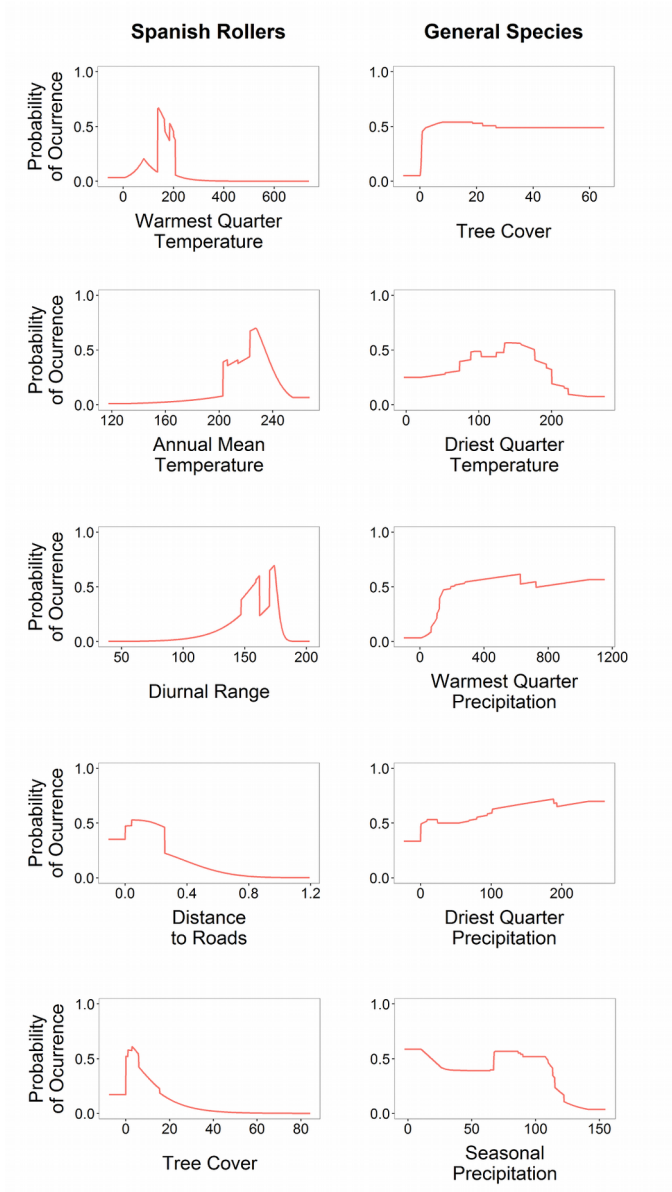 Spanish Rollers General Species
Probability
of Ocurrence
1.0
0.5
0.0
0 200 400 600
Warmest Quarter
Temperature
1.0
0.5
0.0
0 20 40 60
Tree Cover
Probability
of Ocurrence
1.0
0.5
0.0
120 160 200 240
Annual Mean
Temperature
1.0
0.5
0.0
0 100 200
Driest Quarter
Temperature
Probability
of Ocurrence
1.0
0.5
0.0
50 100 150 200
Diurnal Range
1.0
0.5
0.0
0 400 800 1200
Warmest Quarter
Precipitation
Probability
of Ocurrence
1.0
0.5
0.0
0.0 0.4 0.8 1.2
Distance
to Roads
1.0
0.5
0.0
0 100 200
Driest Quarter
Precipitation
Probability
of Ocurrence
1.0
0.5
0.0
0 20 40 60 80
Tree Cover
1.0
0.5
0.0
0 50 100 150
Seasonal
Precipitation